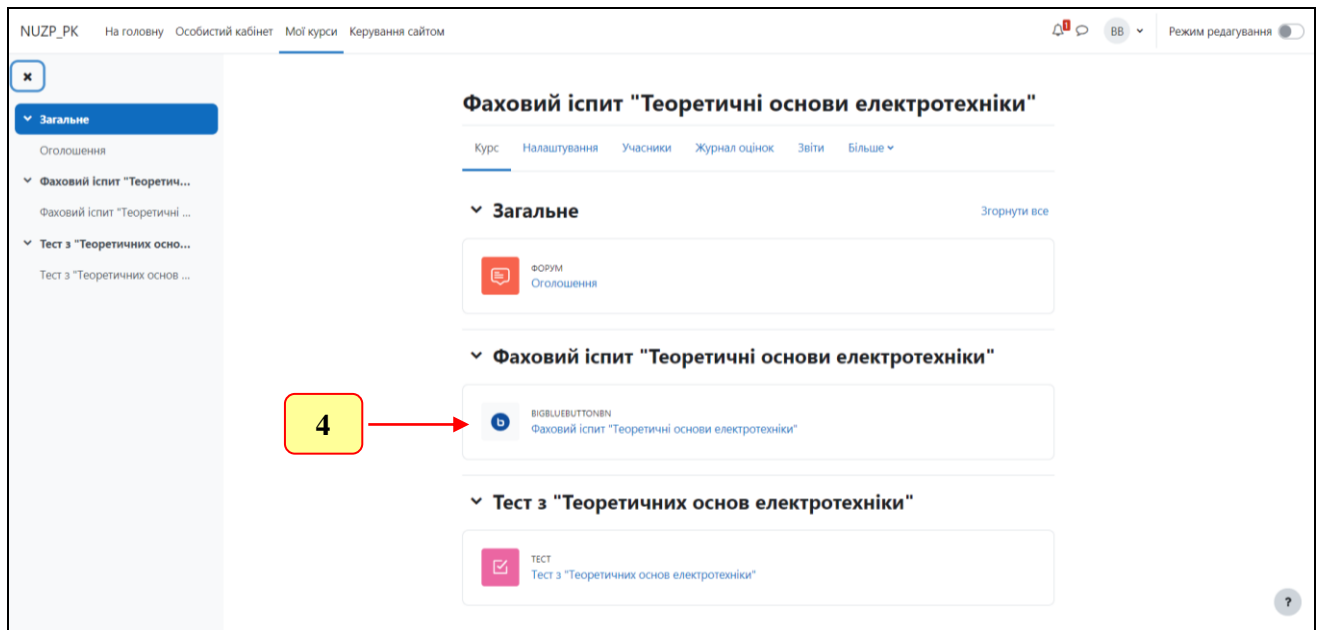 NUZP_PK На головну Особистий кабінет Мої курси Керування сайтом 1 ВВ Режим редагування
Загальне
Оголошення
Фаховий іспит "Теоретич...
Фаховий іспит "Теоретичні ...
Тест з "Теоретичних осно...
Тест з "Теоретичних основ ...
Фаховий іспит "Теоретичні основи електротехніки"
Курс Налаштування Учасники Журнал оцінок Звіти Більше
Загальне Згорнути все
ФОРУМ
Оголошення
Фаховий іспит "Теоретичні основи електротехніки"
4
b
BIGBLUEBUTTONBN
Фаховий іспит "Теоретичні основи електротехніки"
Тест з "Теоретичних основ електротехніки"
ТЕСТ
Тест з "Теоретичних основ електротехніки"
?